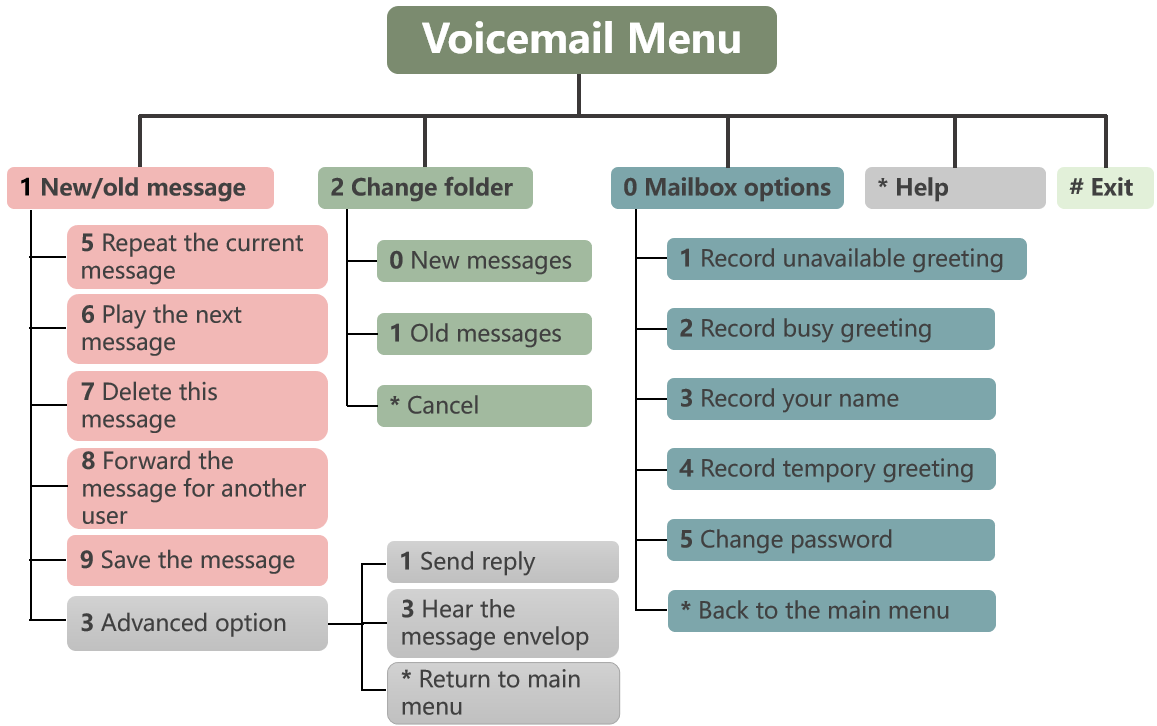 Voicemail Menu
1 New/old message
5 Repeat the current
message
6 Play the next
message
7 Delete this
message
8 Forward the
message for another
user
9 Save the message
3 Advanced option
1 Send reply
3 Hear the
message envelop
* Return to main
menu
2 Change folder
0 New messages
1 Old messages
* Cancel
0 Mailbox options
1 Record unavailable greeting
2 Record busy greeting
3 Record your name
4 Record tempory greeting
5 Change password
* Back to the main menu
* Help
# Exit